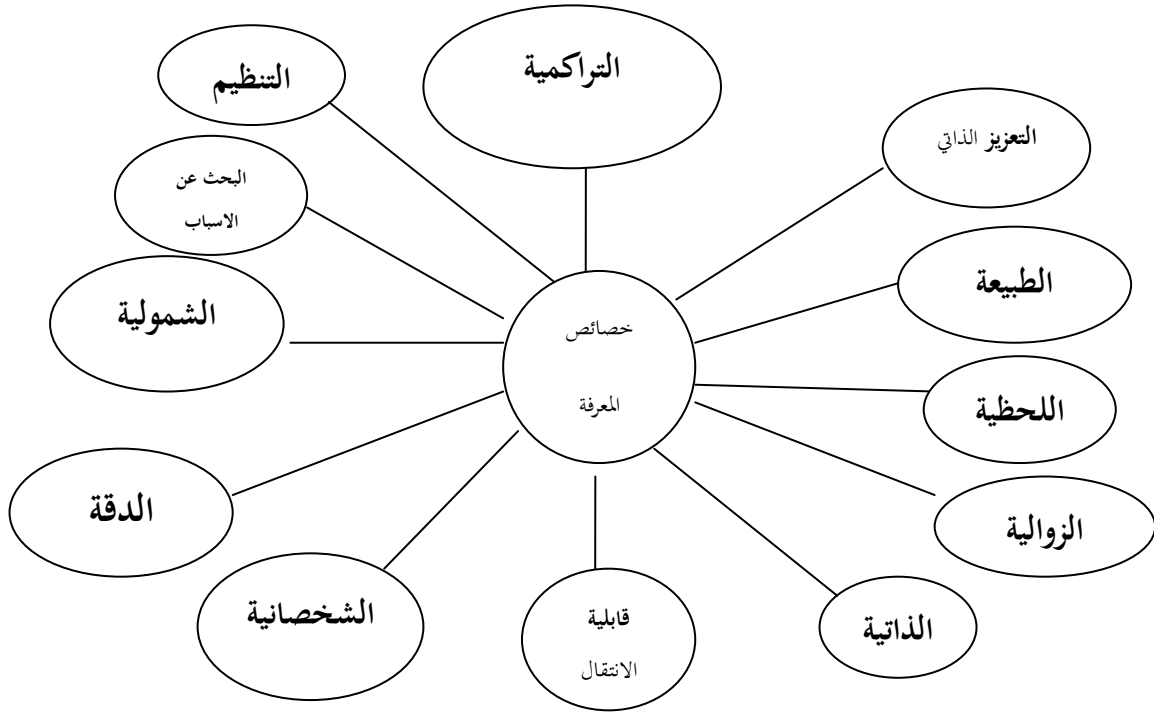 التراكمية
التنظيم
التعزيز الذاتي
البحث عن
الاسباب
الطبيعة
الشمولية
خصائص
المعرفة
اللحظية
الدقة
الزوالية
الشخصانية
قابلية
الانتقال
الذاتية